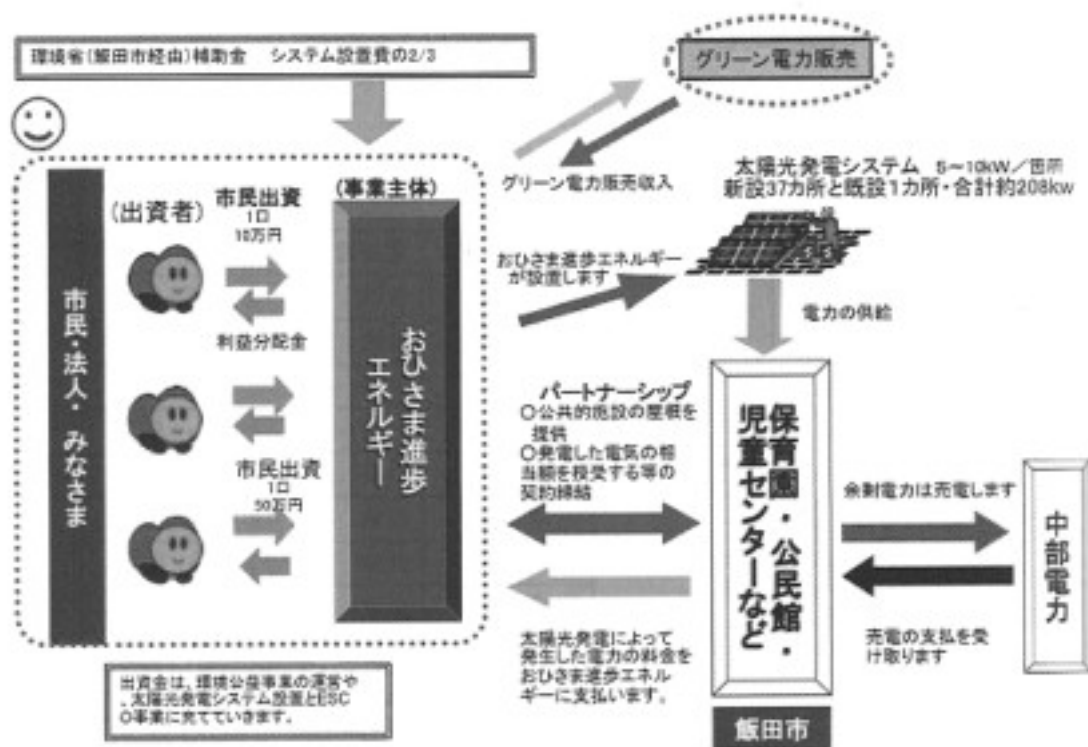 環境省(飯田市経由)補助金　システム設置費の2/3
グリーン電力販売
グリーン電力販売収入
太陽光発電システム　5～10kW／箇所
新設37カ所と既設1カ所・合計約208kw
市民・法人・みなさま
(出資者)
市民出資
1口
10万円
利益分配金
市民出資
1口
50万円
(事業主体)
おひさま進歩
エネルギー
おひさま進歩エネルギー
が設置します
電力の供給
パートナーシップ
○公共的施設の屋根を
提供
○発電した電気の相
当額を授受する等の
契約締結
保育園・公民館・
児童センターなど
余剰電力は売電します
中部電力
売電の支払を受
け取ります
太陽光発電によって
発生した電力の料金を
おひさま進歩エネル
ギーに支払います。
飯田市
出資金は、環境公益事業の運営や
、太陽光発電システム設置とESC
O事業に充てていきます。